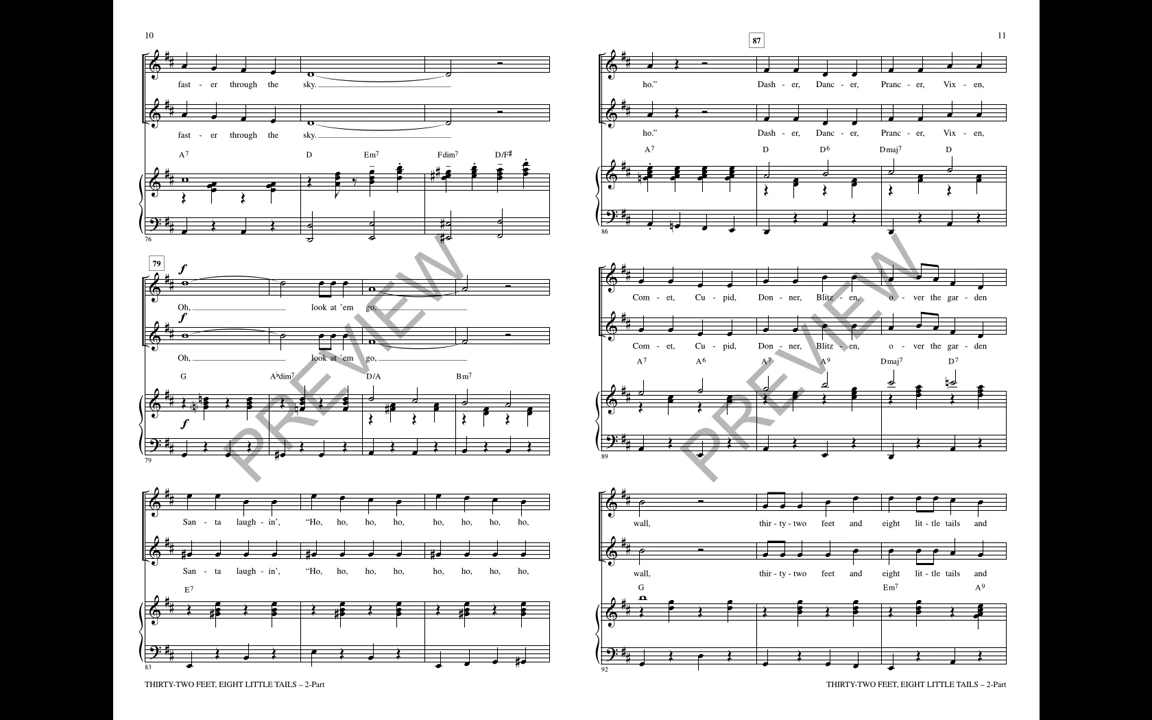 10
fast - er through the sky.
fast - er through the sky.
A7 D Em7 Fdim7 D/F#
76
79
f
Oh, look at 'em go,
f
Oh, look at 'em go,
G A♭dim7 D/A Bm7
f
79
San - ta laugh - in', "Ho, ho, ho, ho, ho, ho, ho, ho,
San - ta laugh - in', "Ho, ho, ho, ho, ho, ho, ho, ho,
E7
83
THIRTY-TWO FEET, EIGHT LITTLE TAILS – 2-Part
11
87
ho." Dash - er, Danc - er, Pranc - er, Vix - en,
ho." Dash - er, Danc - er, Pranc - er, Vix - en,
A7 D D6 Dmaj7 D
86
Com - et, Cu - pid, Don - ner, Blitz - en, o - ver the gar - den
Com - et, Cu - pid, Don - ner, Blitz - en, o - ver the gar - den
A7 A6 A7 A9 Dmaj7 D7
89
wall, thir - ty - two feet and eight lit - tle tails and
wall, thir - ty - two feet and eight lit - tle tails and
G Em7 A9
92
THIRTY-TWO FEET, EIGHT LITTLE TAILS – 2-Part
PREVIEW
PREVIEW